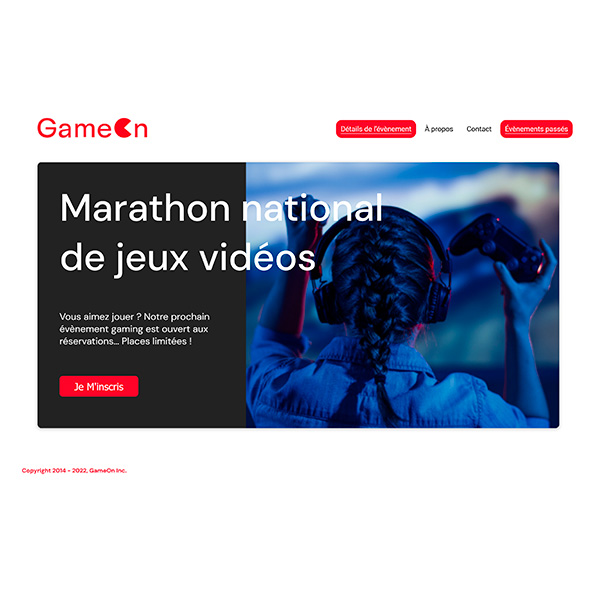 GameOn
Détails de l'évènement À propos Contact Évènements passés
Marathon national
de jeux vidéos
Vous aimez jouer ? Notre prochain
évènement gaming est ouvert aux
réservations... Places limitées !
Je M'inscris
Copyright 2014 - 2022, GameOn Inc.